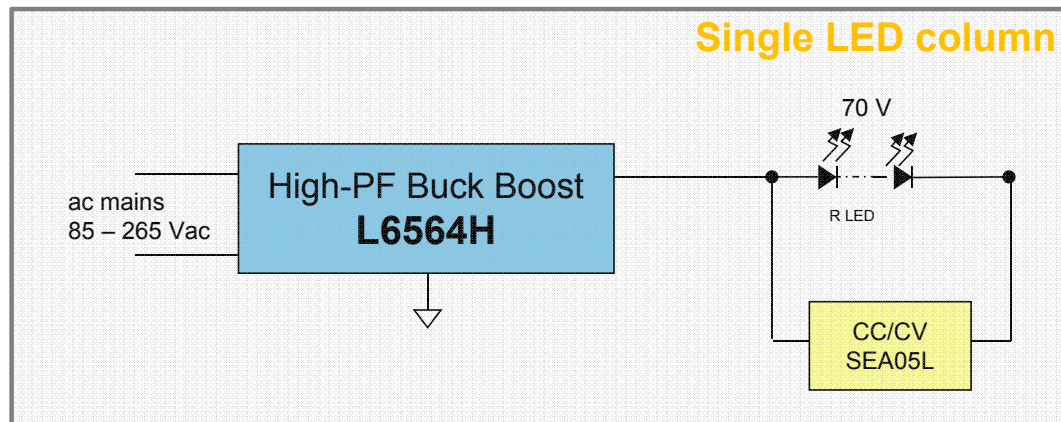 Single LED column
70 V
High-PF Buck Boost
L6564H
ac mains
85 – 265 Vac
R LED
CC/CV
SEA05L